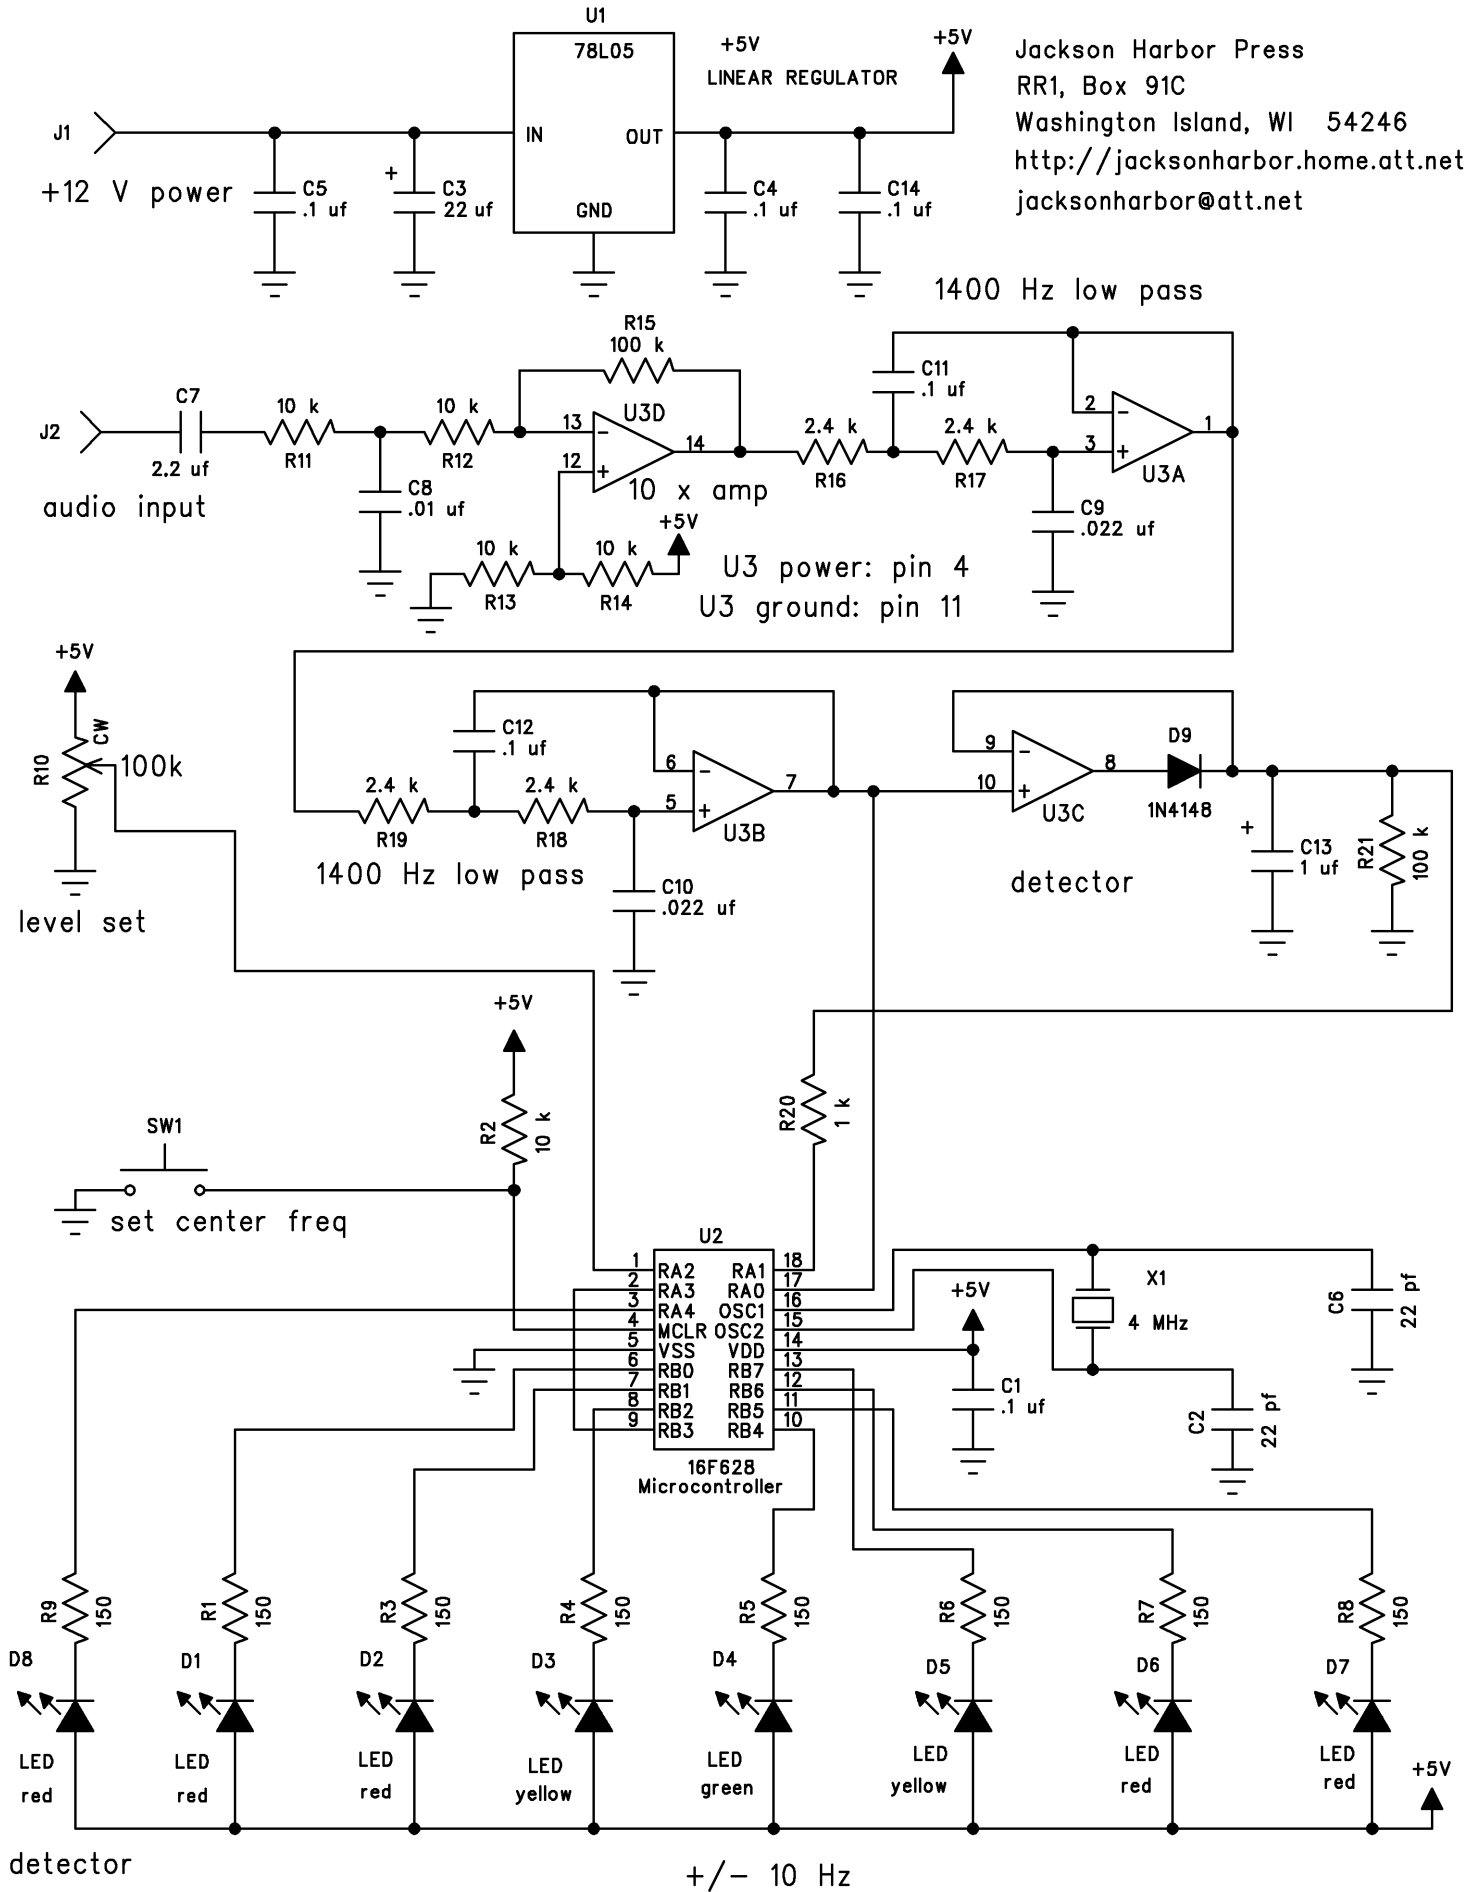 U1
78L05
+5V
LINEAR REGULATOR
+5V
Jackson Harbor Press
RR1, Box 91C
Washington Island, WI 54246
http://jacksonharbor.home.att.net
jacksonharbor@att.net
J1
+12 V power
IN
OUT
GND
C5
.1 uf
+
C3
22 uf
C4
.1 uf
C14
.1 uf
1400 Hz low pass
R15
100 k
C11
.1 uf
J2
C7
2.2 uf
audio input
10 k
R11
10 k
R12
C8
.01 uf
13
-
12
+
U3D
14
10 x amp
2.4 k
R16
2.4 k
R17
2
-
3
+
1
U3A
C9
.022 uf
+5V
10 k
R13
10 k
R14
U3 power: pin 4
U3 ground: pin 11
+5V
CW
R10
100k
level set
C12
.1 uf
2.4 k
R19
2.4 k
R18
6
-
5
+
7
U3B
1400 Hz low pass
C10
.022 uf
9
-
10
+
8
U3C
D9
1N4148
detector
+
C13
1 uf
R21
100 k
+5V
R2
10 k
R20
1 k
SW1
set center freq
U2
1 RA2 RA1 18
2 RA3 RA0 17
3 RA4 OSC1 16
4 MCLR OSC2 15
5 VSS VDD 14
6 RB0 RB7 13
7 RB1 RB6 12
8 RB2 RB5 11
9 RB3 RB4 10
16F628
Microcontroller
+5V
C1
.1 uf
X1
4 MHz
C6
22 pf
C2
22 pf
R9
150
R1
150
R3
150
R4
150
R5
150
R6
150
R7
150
R8
150
D8
D1
D2
D3
D4
D5
D6
D7
LED
red
LED
red
LED
red
LED
yellow
LED
green
LED
yellow
LED
red
LED
red
+5V
detector
+/- 10 Hz